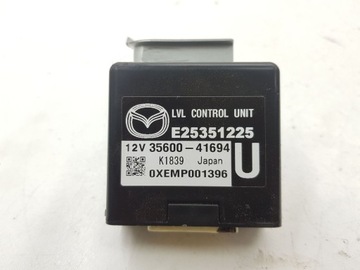 LVL CONTROL UNIT
E25351225
12V 35600-41694
K1839 Japan
U
0XEMP001396